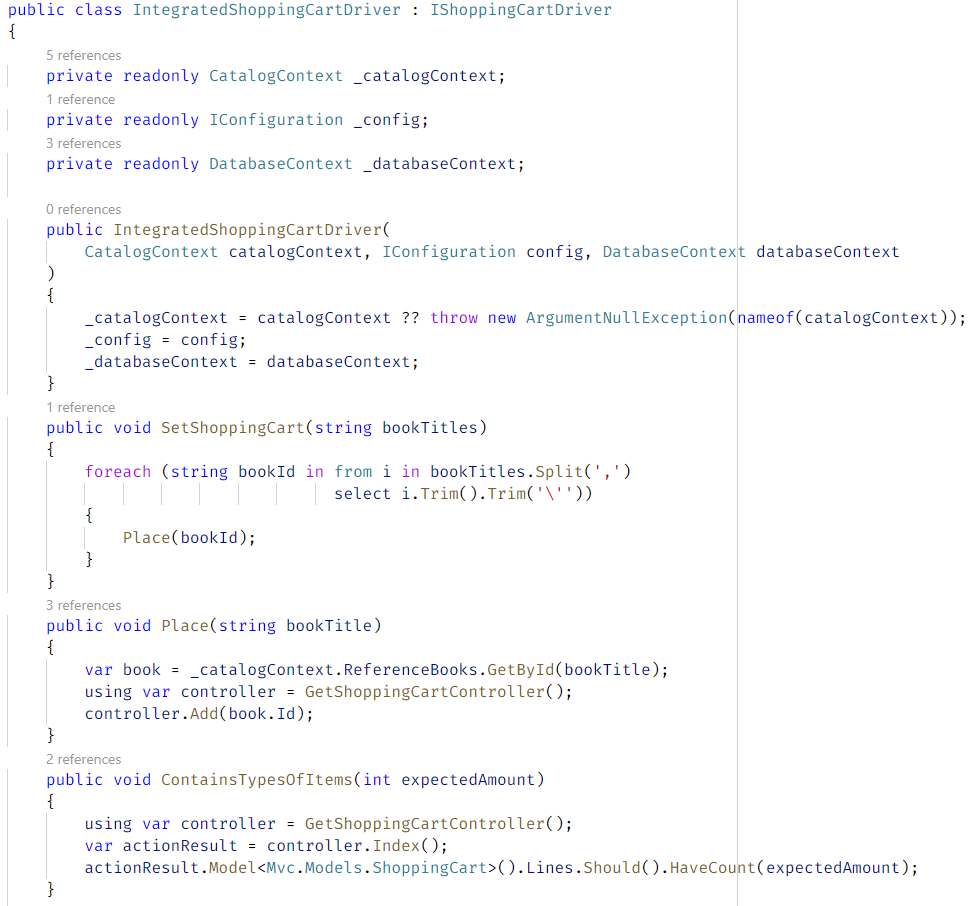 public class IntegratedShoppingCartDriver : IShoppingCartDriver
{
5 references
private readonly CatalogContext _catalogContext;
1 reference
private readonly IConfiguration _config;
3 references
private readonly DatabaseContext _databaseContext;
0 references
public IntegratedShoppingCartDriver(
CatalogContext catalogContext, IConfiguration config, DatabaseContext databaseContext
)
{
_catalogContext = catalogContext ?? throw new ArgumentNullException(nameof(catalogContext));
_config = config;
_databaseContext = databaseContext;
}
1 reference
public void SetShoppingCart(string bookTitles)
{
foreach (string bookId in from i in bookTitles.Split(',')
select i.Trim().Trim('\''))
{
Place(bookId);
}
}
3 references
public void Place(string bookTitle)
{
var book = _catalogContext.ReferenceBooks.GetById(bookTitle);
using var controller = GetShoppingCartController();
controller.Add(book.Id);
}
2 references
public void ContainsTypesOfItems(int expectedAmount)
{
using var controller = GetShoppingCartController();
var actionResult = controller.Index();
actionResult.Model<Mvc.Models.ShoppingCart>().Lines.Should().HaveCount(expectedAmount);
}